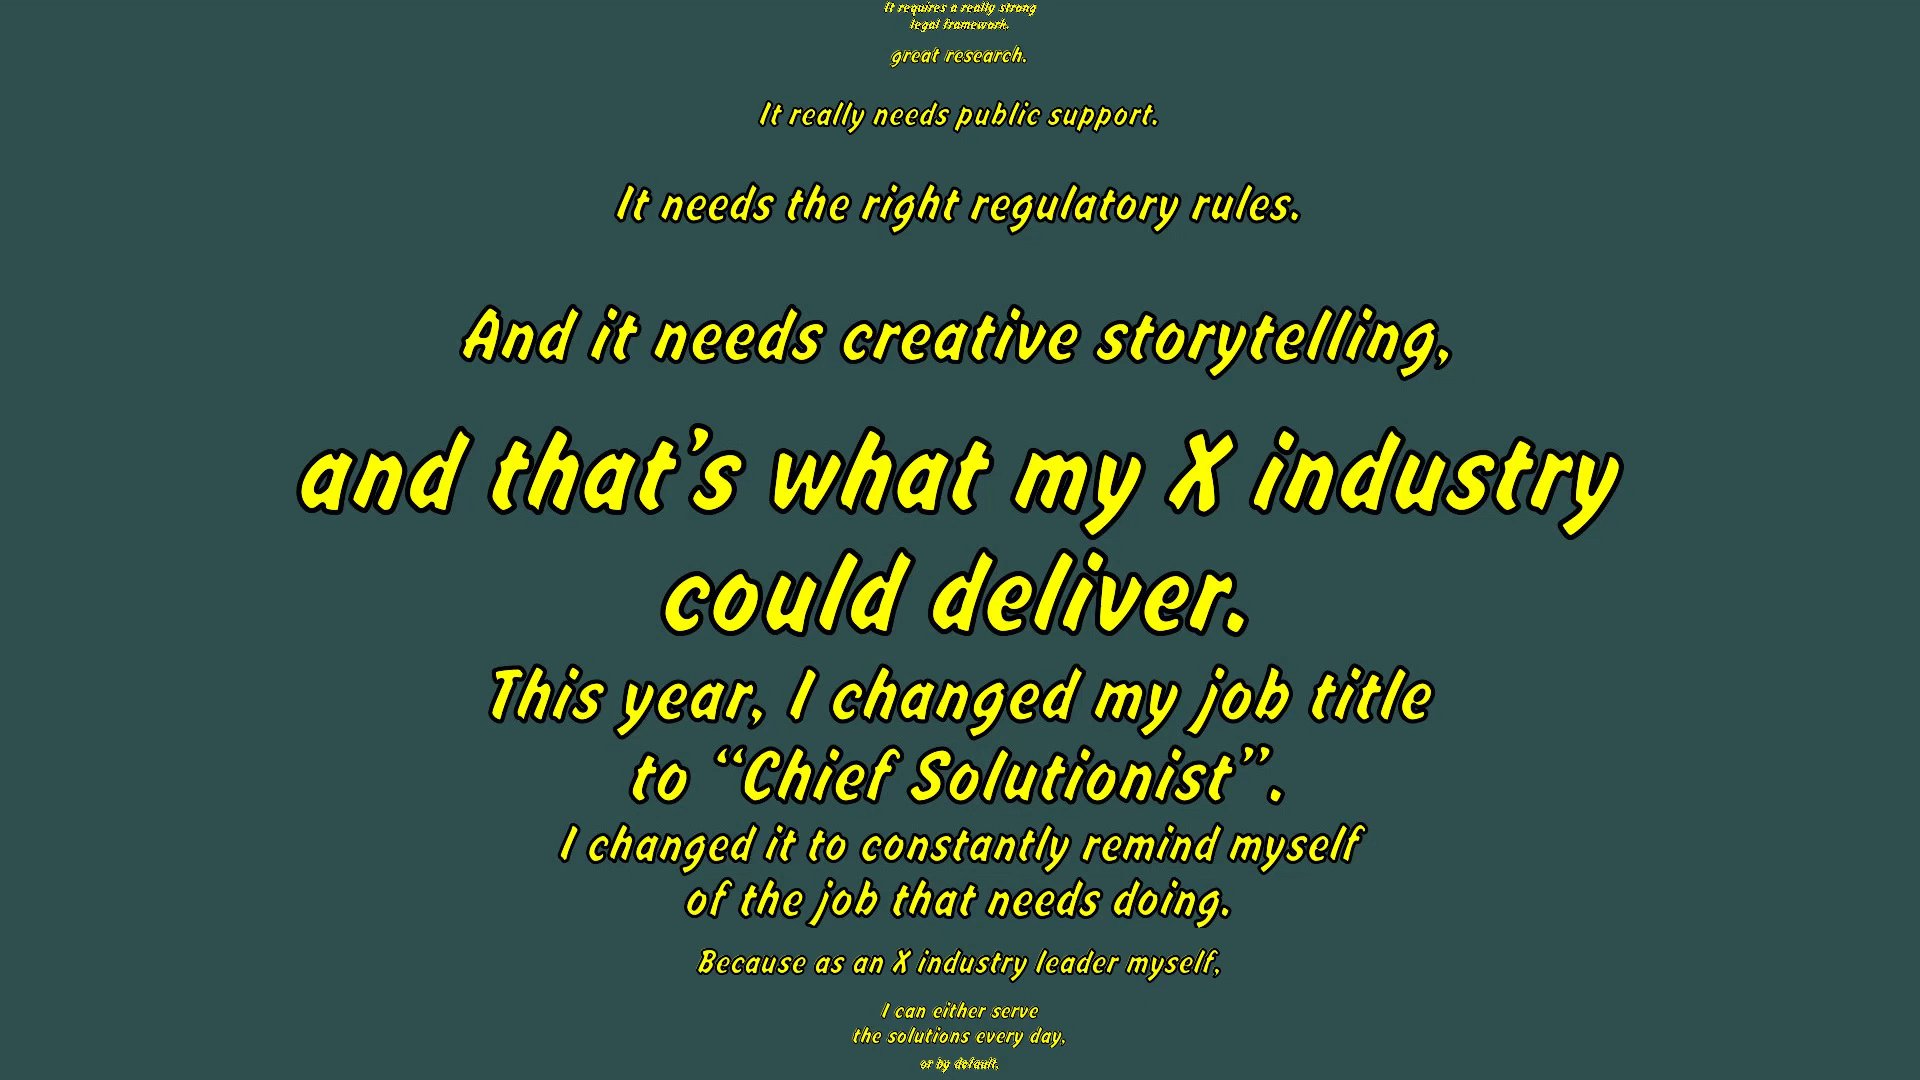 It requires a really strong
legal framework.
great research.
It really needs public support.
It needs the right regulatory rules.
And it needs creative storytelling,
and that’s what my X industry
could deliver.
This year, I changed my job title
to “Chief Solutionist”.
I changed it to constantly remind myself
of the job that needs doing.
Because as an X industry leader myself,
I can either serve
the solutions every day,
or by default,